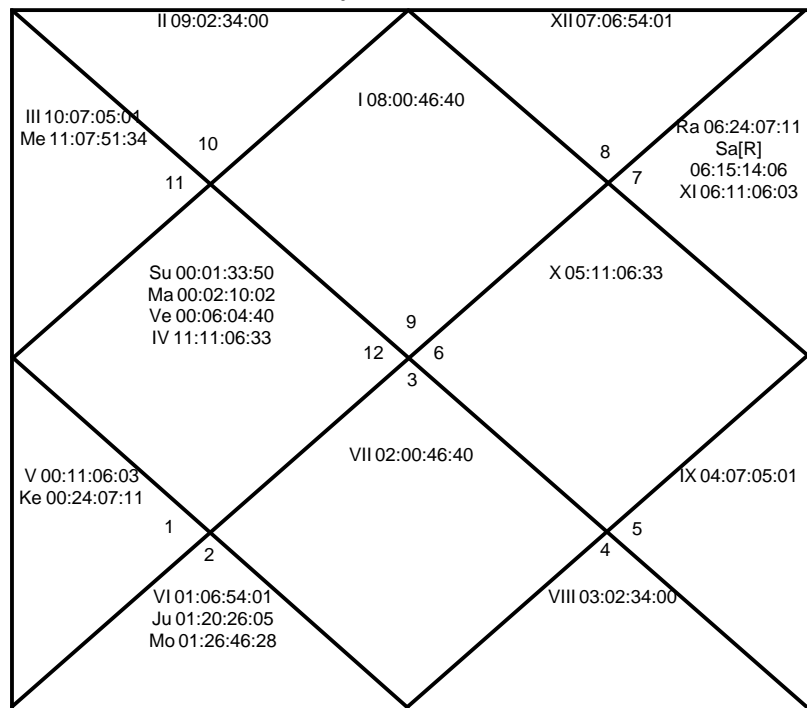 II 09:02:34:00
XII 07:06:54:01
I 08:00:46:40
III 10:07:05:01
Me 11:07:51:34
10
11
Ra 06:24:07:11
Sa[R]
06:15:14:06
XI 06:11:06:03
8
7
Su 00:01:33:50
Ma 00:02:10:02
Ve 00:06:04:40
IV 11:11:06:33
X 05:11:06:33
9
12
6
3
VII 02:00:46:40
V 00:11:06:03
Ke 00:24:07:11
1
2
IX 04:07:05:01
5
4
VI 01:06:54:01
Ju 01:20:26:05
Mo 01:26:46:28
VIII 03:02:34:00